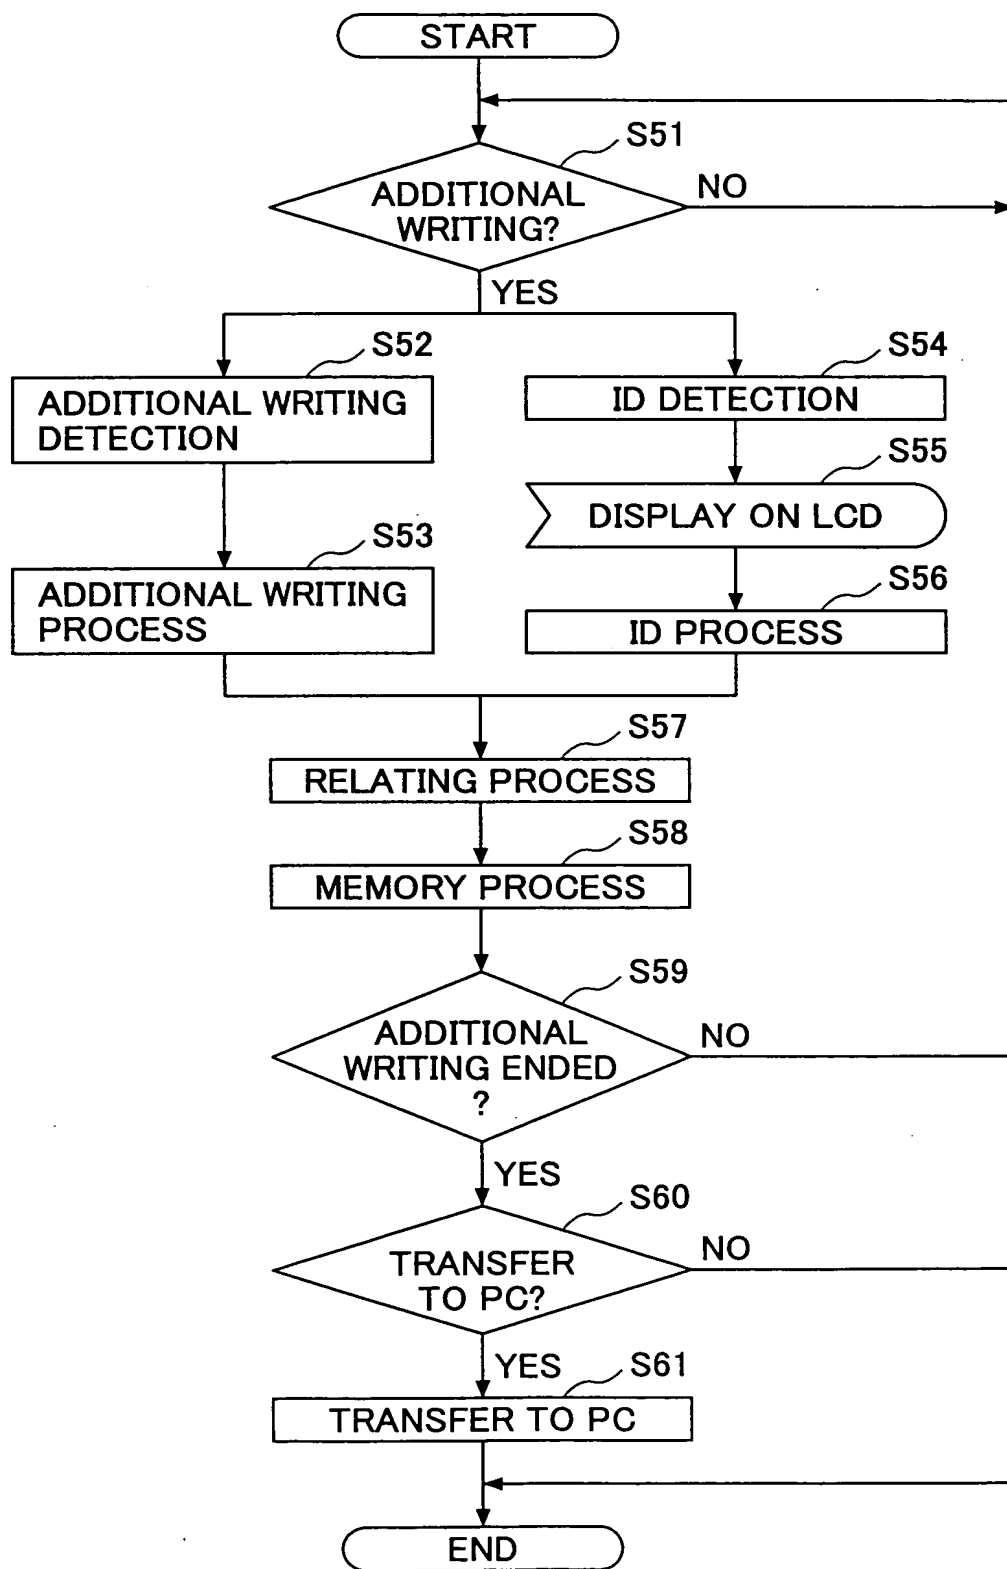 START
S51
ADDITIONAL
WRITING?
NO
YES
S52
ADDITIONAL WRITING
DETECTION
S53
ADDITIONAL WRITING
PROCESS
S54
ID DETECTION
S55
DISPLAY ON LCD
S56
ID PROCESS
S57
RELATING PROCESS
S58
MEMORY PROCESS
S59
ADDITIONAL
WRITING ENDED
?
NO
YES
S60
TRANSFER
TO PC?
NO
YES
S61
TRANSFER TO PC
END